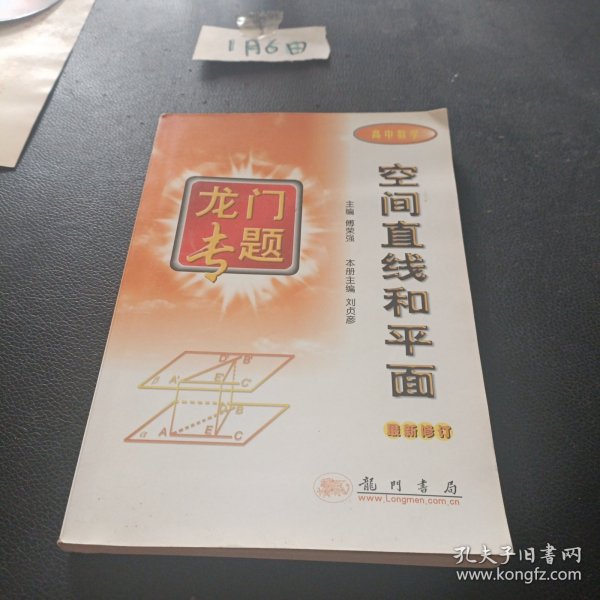 1月6日
高中数学
空间直线和平面
最新修订
主编 傅荣强
本册主编 刘贞彦
龙门
专题
D' B'
β A' E' C'
D B
α A E C
龍門書局
www.Longmen.com.cn
孔夫子旧书网
www.kongfz.com